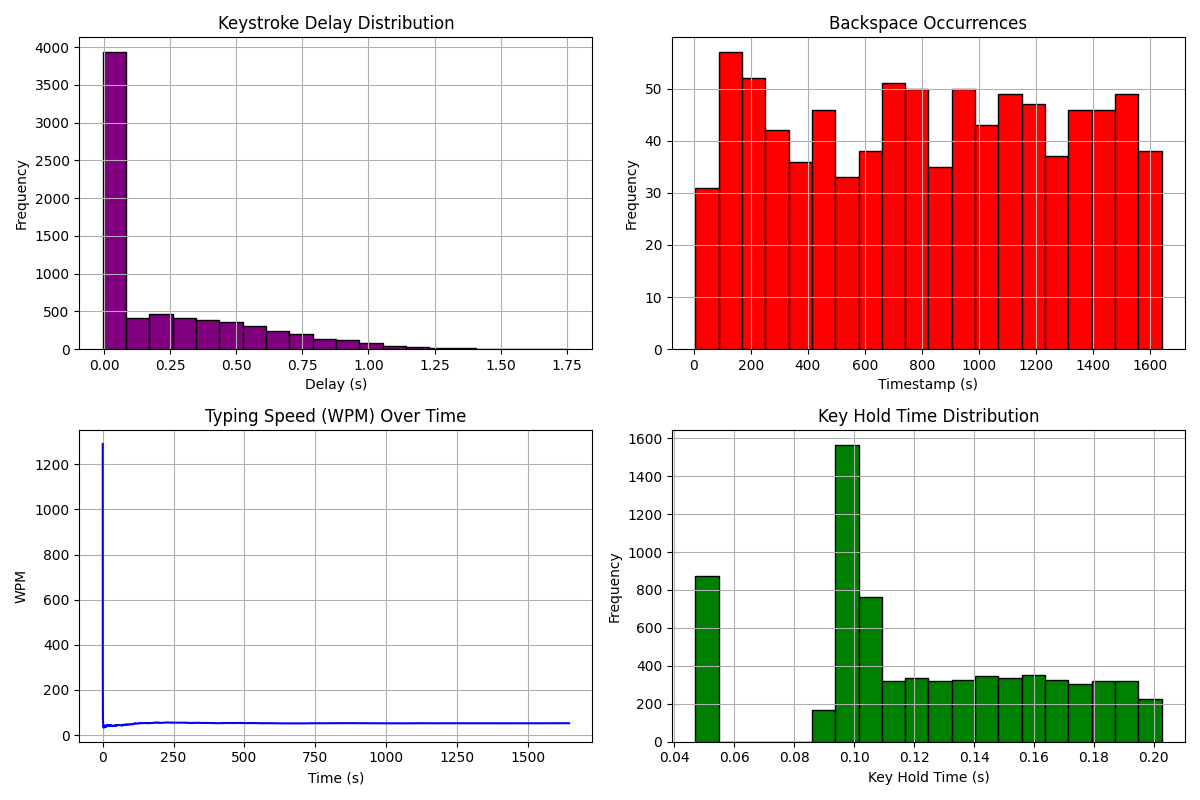 Keystroke Delay Distribution
Frequency
4000
3500
3000
2500
2000
1500
1000
500
0
0.00 0.25 0.50 0.75 1.00 1.25 1.50 1.75
Delay (s)
Backspace Occurrences
Frequency
50
40
30
20
10
0
0 200 400 600 800 1000 1200 1400 1600
Timestamp (s)
Typing Speed (WPM) Over Time
WPM
1200
1000
800
600
400
200
0
0 250 500 750 1000 1250 1500
Time (s)
Key Hold Time Distribution
Frequency
1600
1400
1200
1000
800
600
400
200
0
0.04 0.06 0.08 0.10 0.12 0.14 0.16 0.18 0.20
Key Hold Time (s)